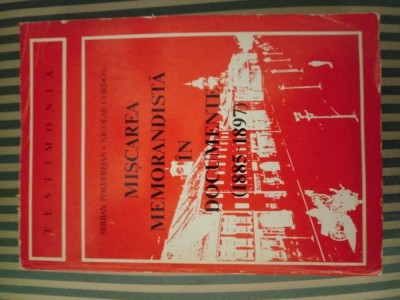 TESTIMONIA
ȘERBAN POLVEREJAN • NICOLAE CORDOȘ
MIȘCAREA
MEMORANDISTĂ
ÎN
DOCUMENTE
(1885-1897)